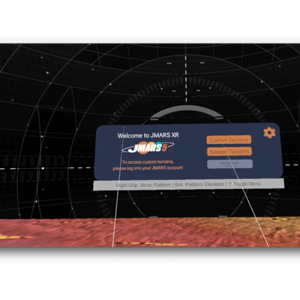 Welcome to JMARS XR
JMARS
To access custom terrains,
please log into your JMARS account
Custom Terrains
Sample Terrains
Right Grip: Move Platform | B/A: Platform Elevation | Y: Toggle Menu